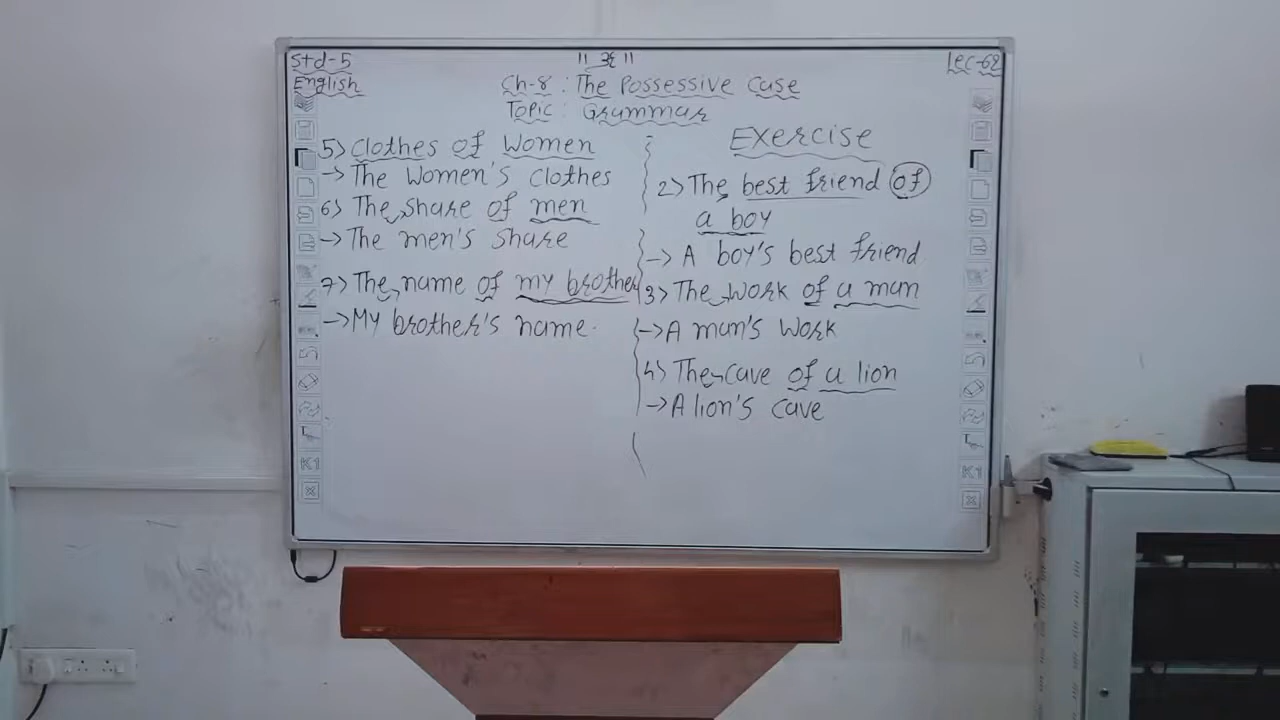 Std-5
|| ૐ ||
Lec-68
English
Ch-8 : The Possessive Case
Topic : Grammar
5) Clothes of Women
→ The Women's clothes
6) The share of men
→ The men's share
7) The name of my brother
→ My brother's name.
Exercise
2) The best friend of
a boy
→ A boy's best friend
3) The work of a man
→ A man's work
4) The cave of a lion
→ A lion's cave
K1
K1